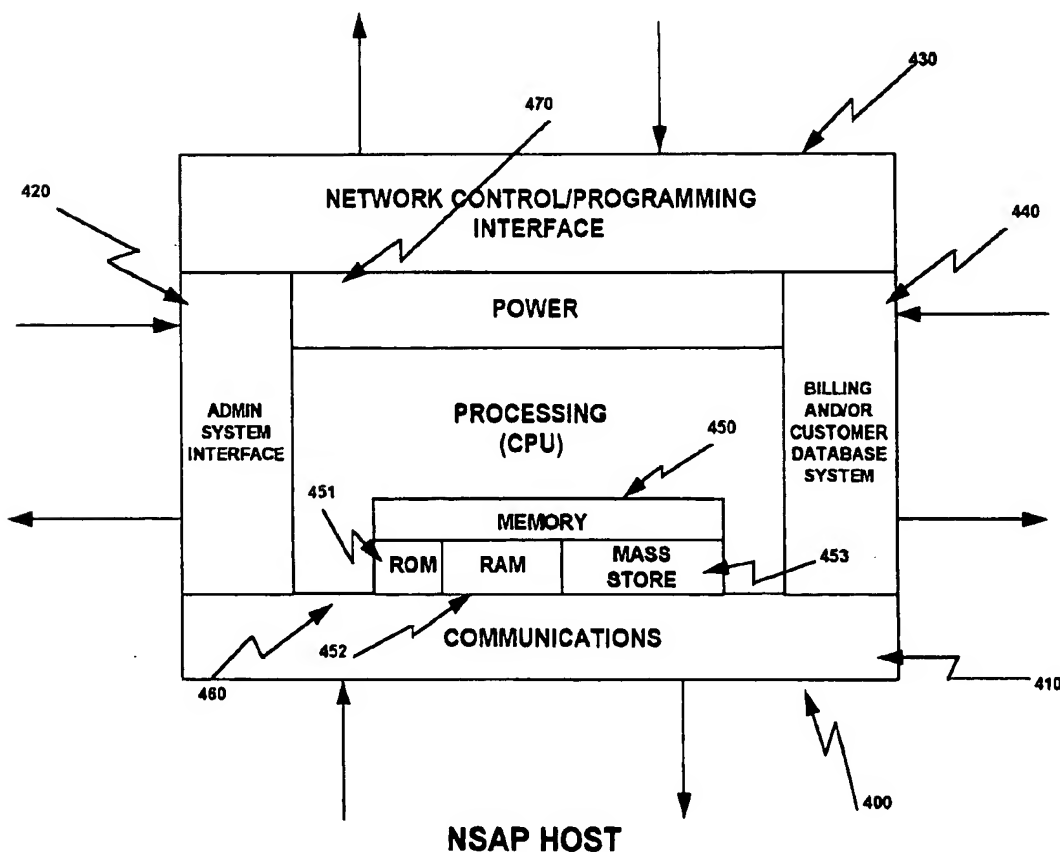 430
470
NETWORK CONTROL/PROGRAMMING
INTERFACE
420
440
POWER
ADMIN
SYSTEM
INTERFACE
PROCESSING
(CPU)
BILLING
AND/OR
CUSTOMER
DATABASE
SYSTEM
450
451
MEMORY
ROM
RAM
MASS
STORE
453
COMMUNICATIONS
452
460
410
400
NSAP HOST